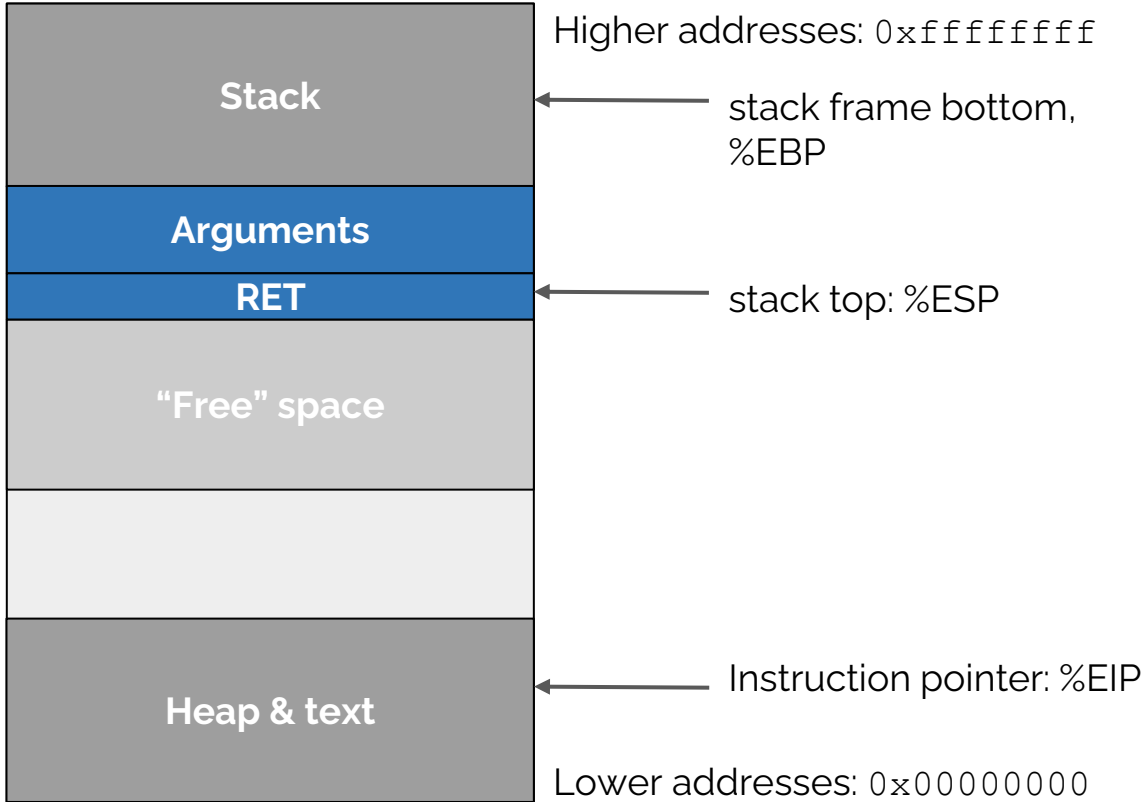 Higher addresses: 0xffffffff
Stack
stack frame bottom,
%EBP
Arguments
RET
stack top: %ESP
“Free” space
Instruction pointer: %EIP
Heap & text
Lower addresses: 0x00000000